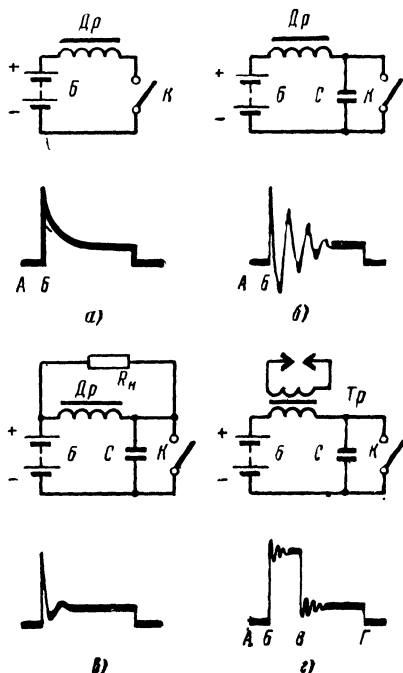 Др Др
+ +
Б К Б С К
- -
А Б А Б
а) б)
Rн
Др Тр
+ +
Б С К Б С К
- -
А Б В Г
в) г)